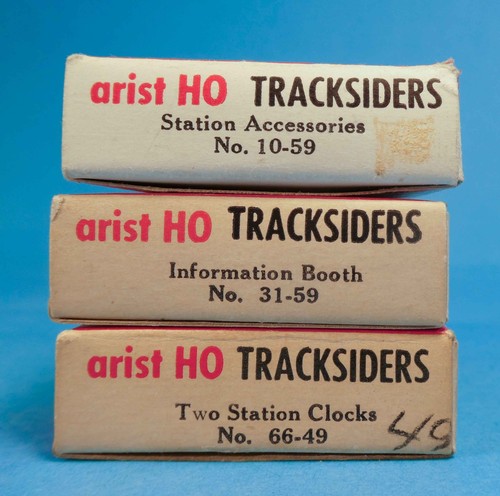 arist HO TRACKSIDERS
Station Accessories
No. 10-59
arist HO TRACKSIDERS
Information Booth
No. 31-59
arist HO TRACKSIDERS
Two Station Clocks
No. 66-49
49